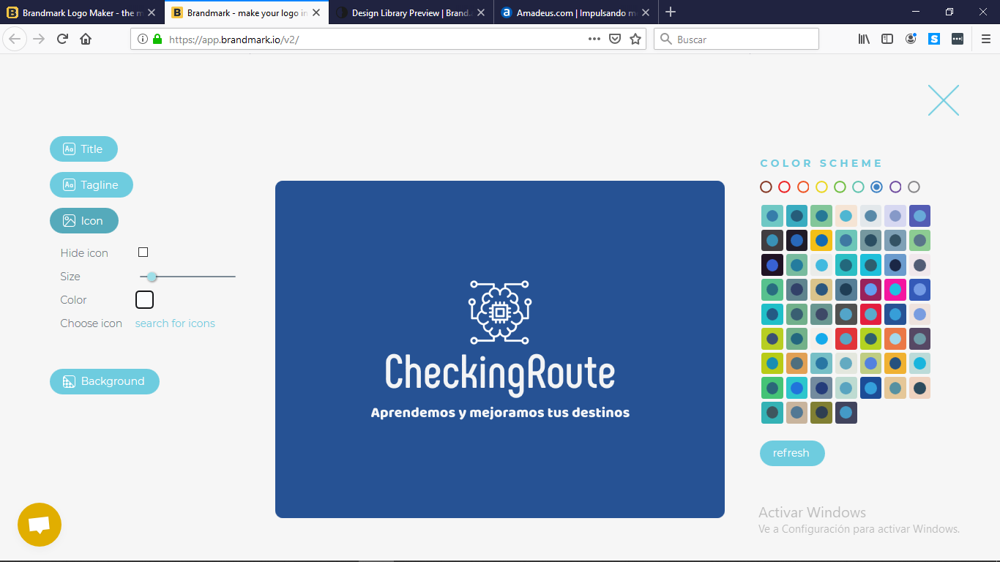 Brandmark Logo Maker - the m
Brandmark - make your logo in
Design Library Preview | Brand.a
Amadeus.com | Impulsando m
https://app.brandmark.io/v2/
Buscar
Title
Tagline
Icon
Hide icon
Size
Color
Choose icon search for icons
Background
CheckingRoute
Aprendemos y mejoramos tus destinos
COLOR SCHEME
refresh
Activar Windows
Ve a Configuración para activar Windows.